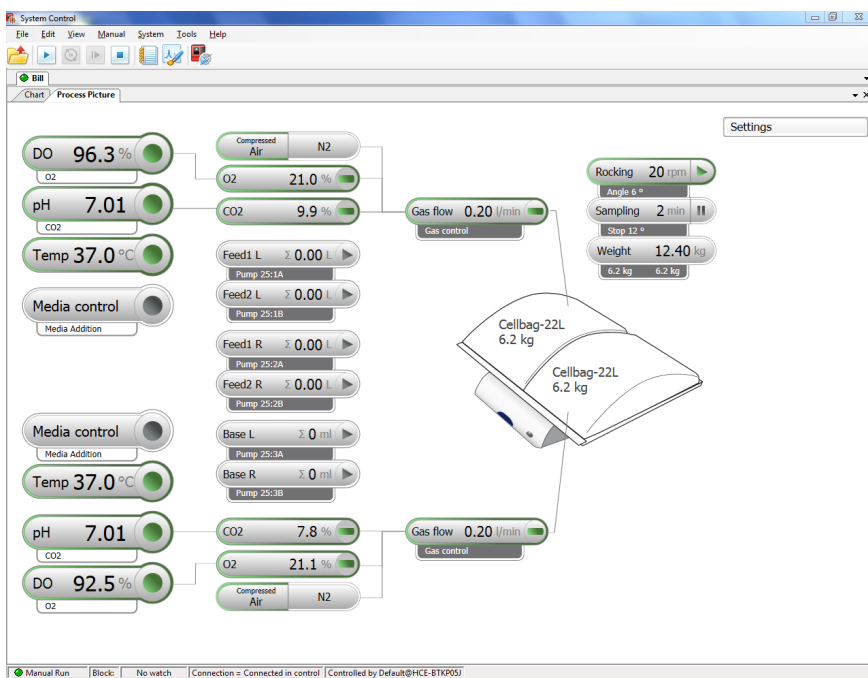 System Control
File Edit View Manual System Tools Help
Bill
Chart Process Picture
Settings
DO 96.3 %
O2
pH 7.01
CO2
Temp 37.0 °C
Media control
Media Addition
Compressed
Air N2
O2 21.0 %
CO2 9.9 %
Gas flow 0.20 l/min
Gas control
Rocking 20 rpm
Angle 6 °
Sampling 2 min
Stop 12 °
Weight 12.40 kg
6.2 kg 6.2 kg
Feed1 L Σ 0.00 L
Pump 25:1A
Feed2 L Σ 0.00 L
Pump 25:1B
Feed1 R Σ 0.00 L
Pump 25:2A
Feed2 R Σ 0.00 L
Pump 25:2B
Cellbag-22L
6.2 kg
Cellbag-22L
6.2 kg
Media control
Media Addition
Temp 37.0 °C
Base L Σ 0 ml
Pump 25:3A
Base R Σ 0 ml
Pump 25:3B
pH 7.01
CO2
DO 92.5 %
O2
CO2 7.8 %
O2 21.1 %
Compressed
Air N2
Gas flow 0.20 l/min
Gas control
Manual Run Block: No watch Connection = Connected in control Controlled by Default@HCE-BTKP05J